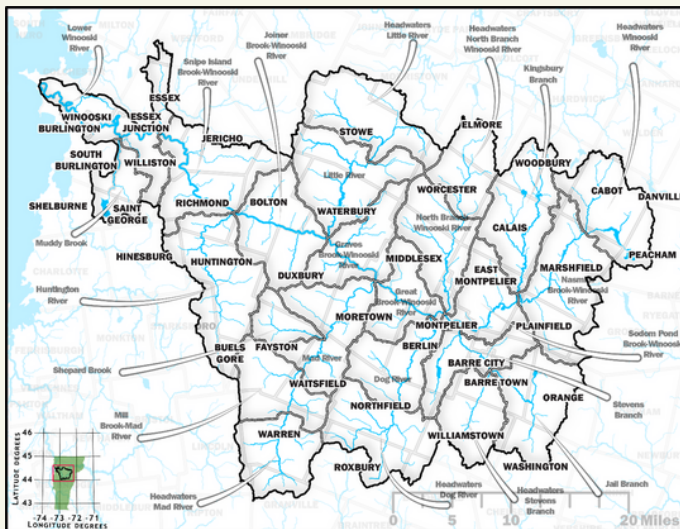 Lower
Winooski
River
Snipe Island
Brook-Winooski
River
Joiner
Brook-Winooski
River
Headwaters
Little River
Headwaters
North Branch
Winooski River
Kingsbury
Branch
Headwaters
Winooski
River
ESSEX
WINOOSKI
BURLINGTON
ESSEX
JUNCTION
JERICHO
STOWE
ELMORE
WOODBURY
SOUTH
BURLINGTON
WILLISTON
Little River
WORCESTER
CABOT
DANVILLE
SHELBURNE
SAINT
GEORGE
RICHMOND
BOLTON
WATERBURY
North Branch
Winooski River
CALAIS
Muddy Brook
HINESBURG
HUNTINGTON
DUXBURY
Graves
Brook-Winooski
River
MIDDLESEX
EAST
MONTPELIER
MARSHFIELD
PEACHAM
Nasmith
Brook-Winooski
River
CHARLOTTE
Huntington
River
MORETOWN
Great
Brook-Winooski
River
MONTPELIER
PLAINFIELD
Sodom Pond
Brook-Winooski
River
BERLIN
BUELS
GORE
FAYSTON
Mad River
BARRE CITY
Shepard Brook
WAITSFIELD
Dog River
BARRE TOWN
Stevens
Branch
ORANGE
Mill
Brook-Mad
River
NORTHFIELD
WARREN
WILLIAMSTOWN
WASHINGTON
ROXBURY
Headwaters
Mad River
Headwaters
Dog River
Headwaters
Stevens
Branch
Jail Branch
LATITUDE DEGREES
46
45
44
43
-74 -73 -72 -71
LONGITUDE DEGREES
0 5 10 20 Miles